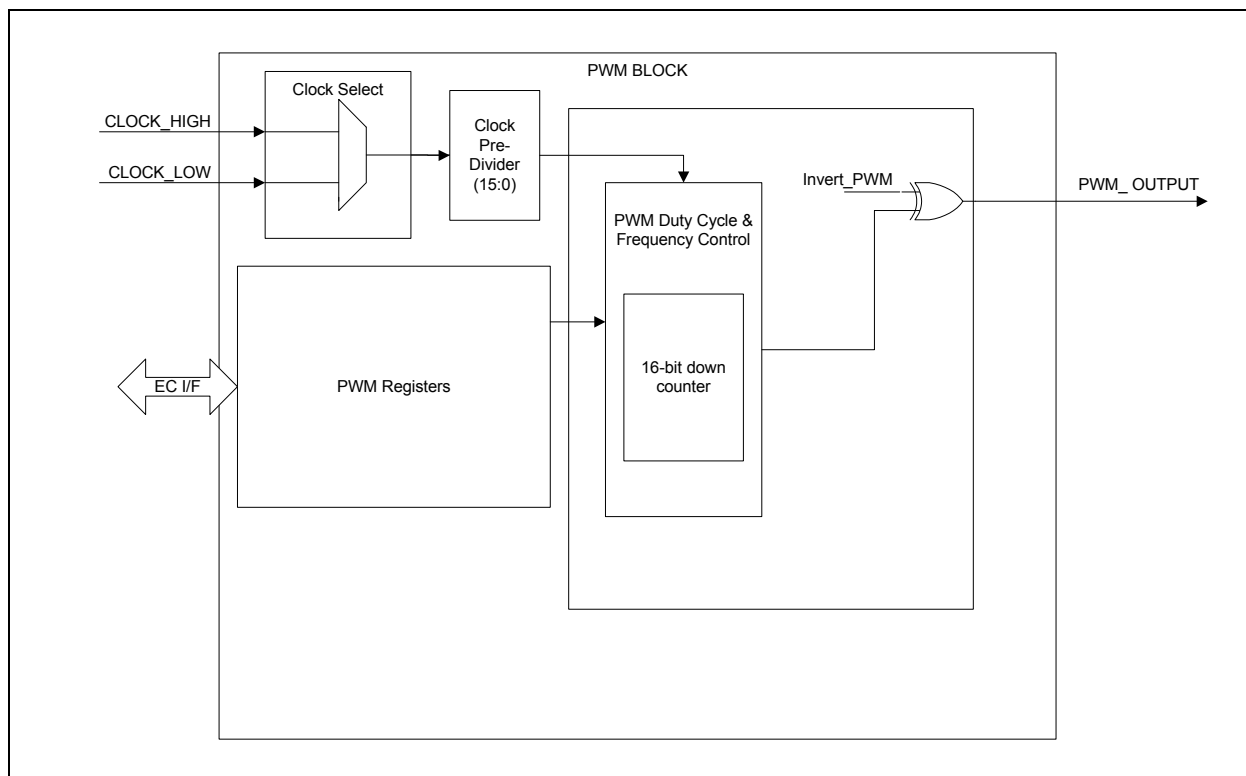 PWM BLOCK
Clock Select
CLOCK_HIGH
CLOCK_LOW
Clock
Pre-
Divider
(15:0)
Invert_PWM
PWM_ OUTPUT
PWM Duty Cycle &
Frequency Control
16-bit down
counter
EC I/F
PWM Registers